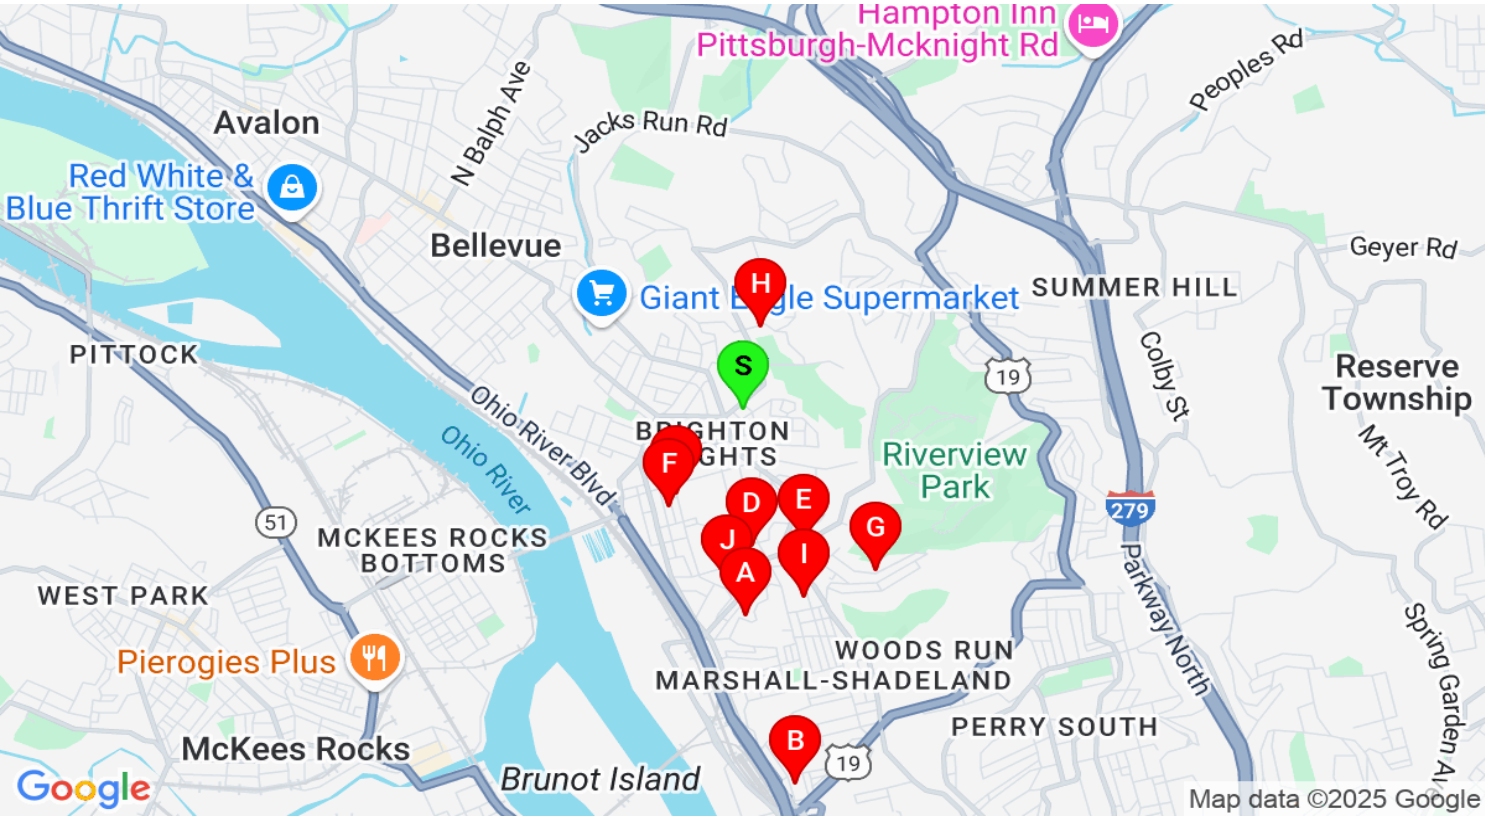 Hampton Inn
Pittsburgh-Mcknight Rd
Peoples Rd
Avalon
N Balph Ave
Jacks Run Rd
Red White &
Blue Thrift Store
Bellevue
Geyer Rd
H
Giant Eagle Supermarket
SUMMER HILL
PITTOCK
S
19
Colby St
Reserve
Township
Ohio River Blvd
Ohio River
BRIGHTON
HEIGHTS
F
Riverview
Park
Mt Troy Rd
D
E
279
51
G
MCKEES ROCKS
BOTTOMS
J
I
A
WEST PARK
Parkway North
Spring Garden Ave
WOODS RUN
Pierogies Plus
MARSHALL-SHADELAND
PERRY SOUTH
B
McKees Rocks
19
Brunot Island
Google
Map data ©2025 Google